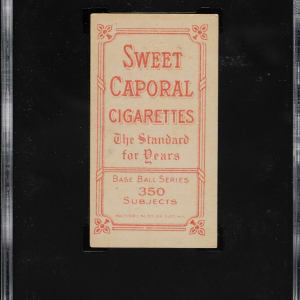 SWEET
CAPORAL
CIGARETTES
The Standard
for Years
BASE BALL SERIES
350
SUBJECTS